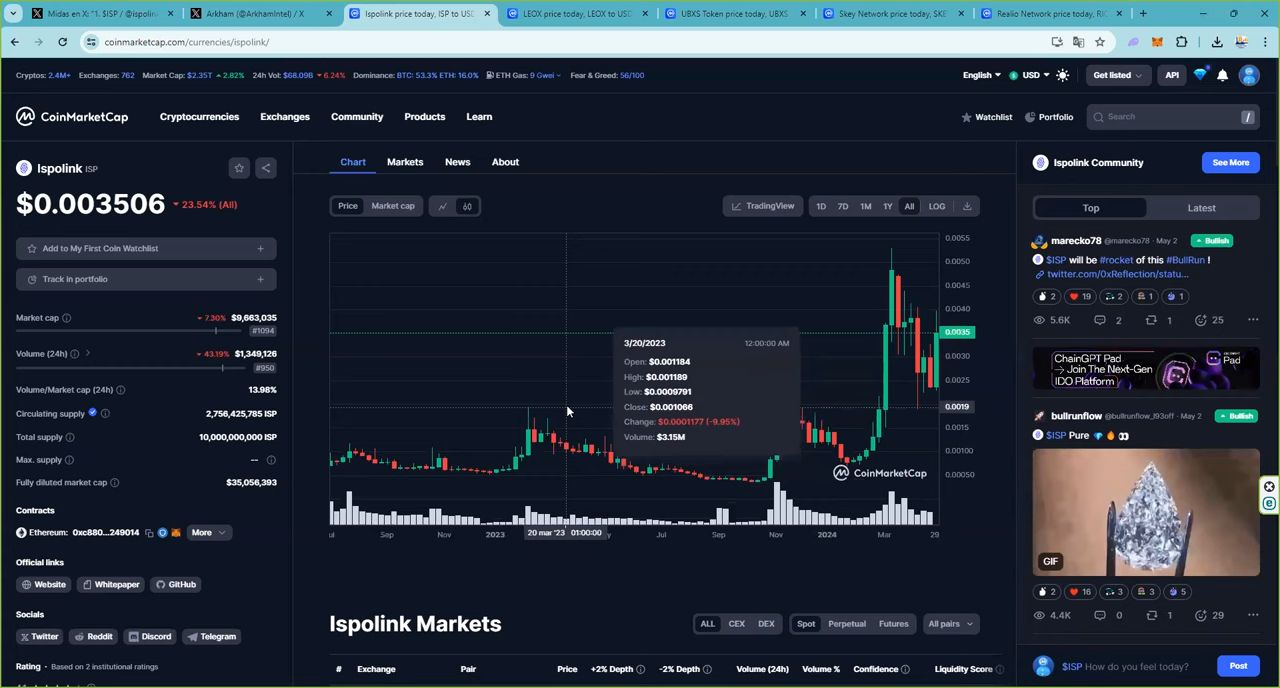 Midas en X: "1. $ISP / @ispolin
Arkham (@ArkhamIntel) / X
Ispolink price today, ISP to USD
LEOX price today, LEOX to USD
UBXS Token price today, UBXS
Skey Network price today, SKE
Realio Network price today, RIO
coinmarketcap.com/currencies/ispolink/
Cryptos: 2.4M+ Exchanges: 762 Market Cap: $2.35T 2.82% 24h Vol: $68.09B 6.24% Dominance: BTC: 53.3% ETH: 16.0% ETH Gas: 9 Gwei Fear & Greed: 56/100
English USD Get listed API
CoinMarketCap
Cryptocurrencies Exchanges Community Products Learn
Watchlist Portfolio Search /
Ispolink ISP
$0.003506 23.54% (All)
Add to My First Coin Watchlist +
Track in portfolio +
Market cap 7.30% $9,663,035
#1094
Volume (24h) 43.19% $1,349,126
#950
Volume/Market cap (24h) 13.98%
Circulating supply 2,756,425,785 ISP
Total supply 10,000,000,000 ISP
Max. supply --
Fully diluted market cap $35,056,393
Contracts
Ethereum: 0xc880...249014 More
Official links
Website Whitepaper GitHub
Socials
Twitter Reddit Discord Telegram
Rating · Based on 2 institutional ratings
Chart Markets News About
Price Market cap
TradingView 1D 7D 1M 1Y All LOG
0.0055
0.0050
0.0045
0.0040
0.0035
0.0030
0.0025
0.0019
0.0015
0.00100
0.00050
3/20/2023 12:00:00 AM
Open: $0.001184
High: $0.001189
Low: $0.0009791
Close: $0.001066
Change: $0.0001177 (-9.95%)
Volume: $3.15M
CoinMarketCap
Sep Nov 2023 20 mar '23 01:00:00 Jul Sep Nov 2024 Mar 29
Ispolink Markets
ALL CEX DEX Spot Perpetual Futures All pairs
# Exchange Pair Price +2% Depth -2% Depth Volume (24h) Volume % Confidence Liquidity Score
Ispolink Community See More
Top Latest
marecko78 @marecko78 · May 2 Bullish
$ISP will be #rocket of this #BullRun !
twitter.com/0xReflection/statu...
2 19 2 1 1
5.6K 2 1 25
ChainGPT Pad
→ Join The Next-Gen
IDO Platform
Pad
bullrunflow @bullrunflow_l93off · May 2 Bullish
$ISP Pure
GIF
2 16 3 3 5
4.4K 0 1 29
$ISP How do you feel today? Post